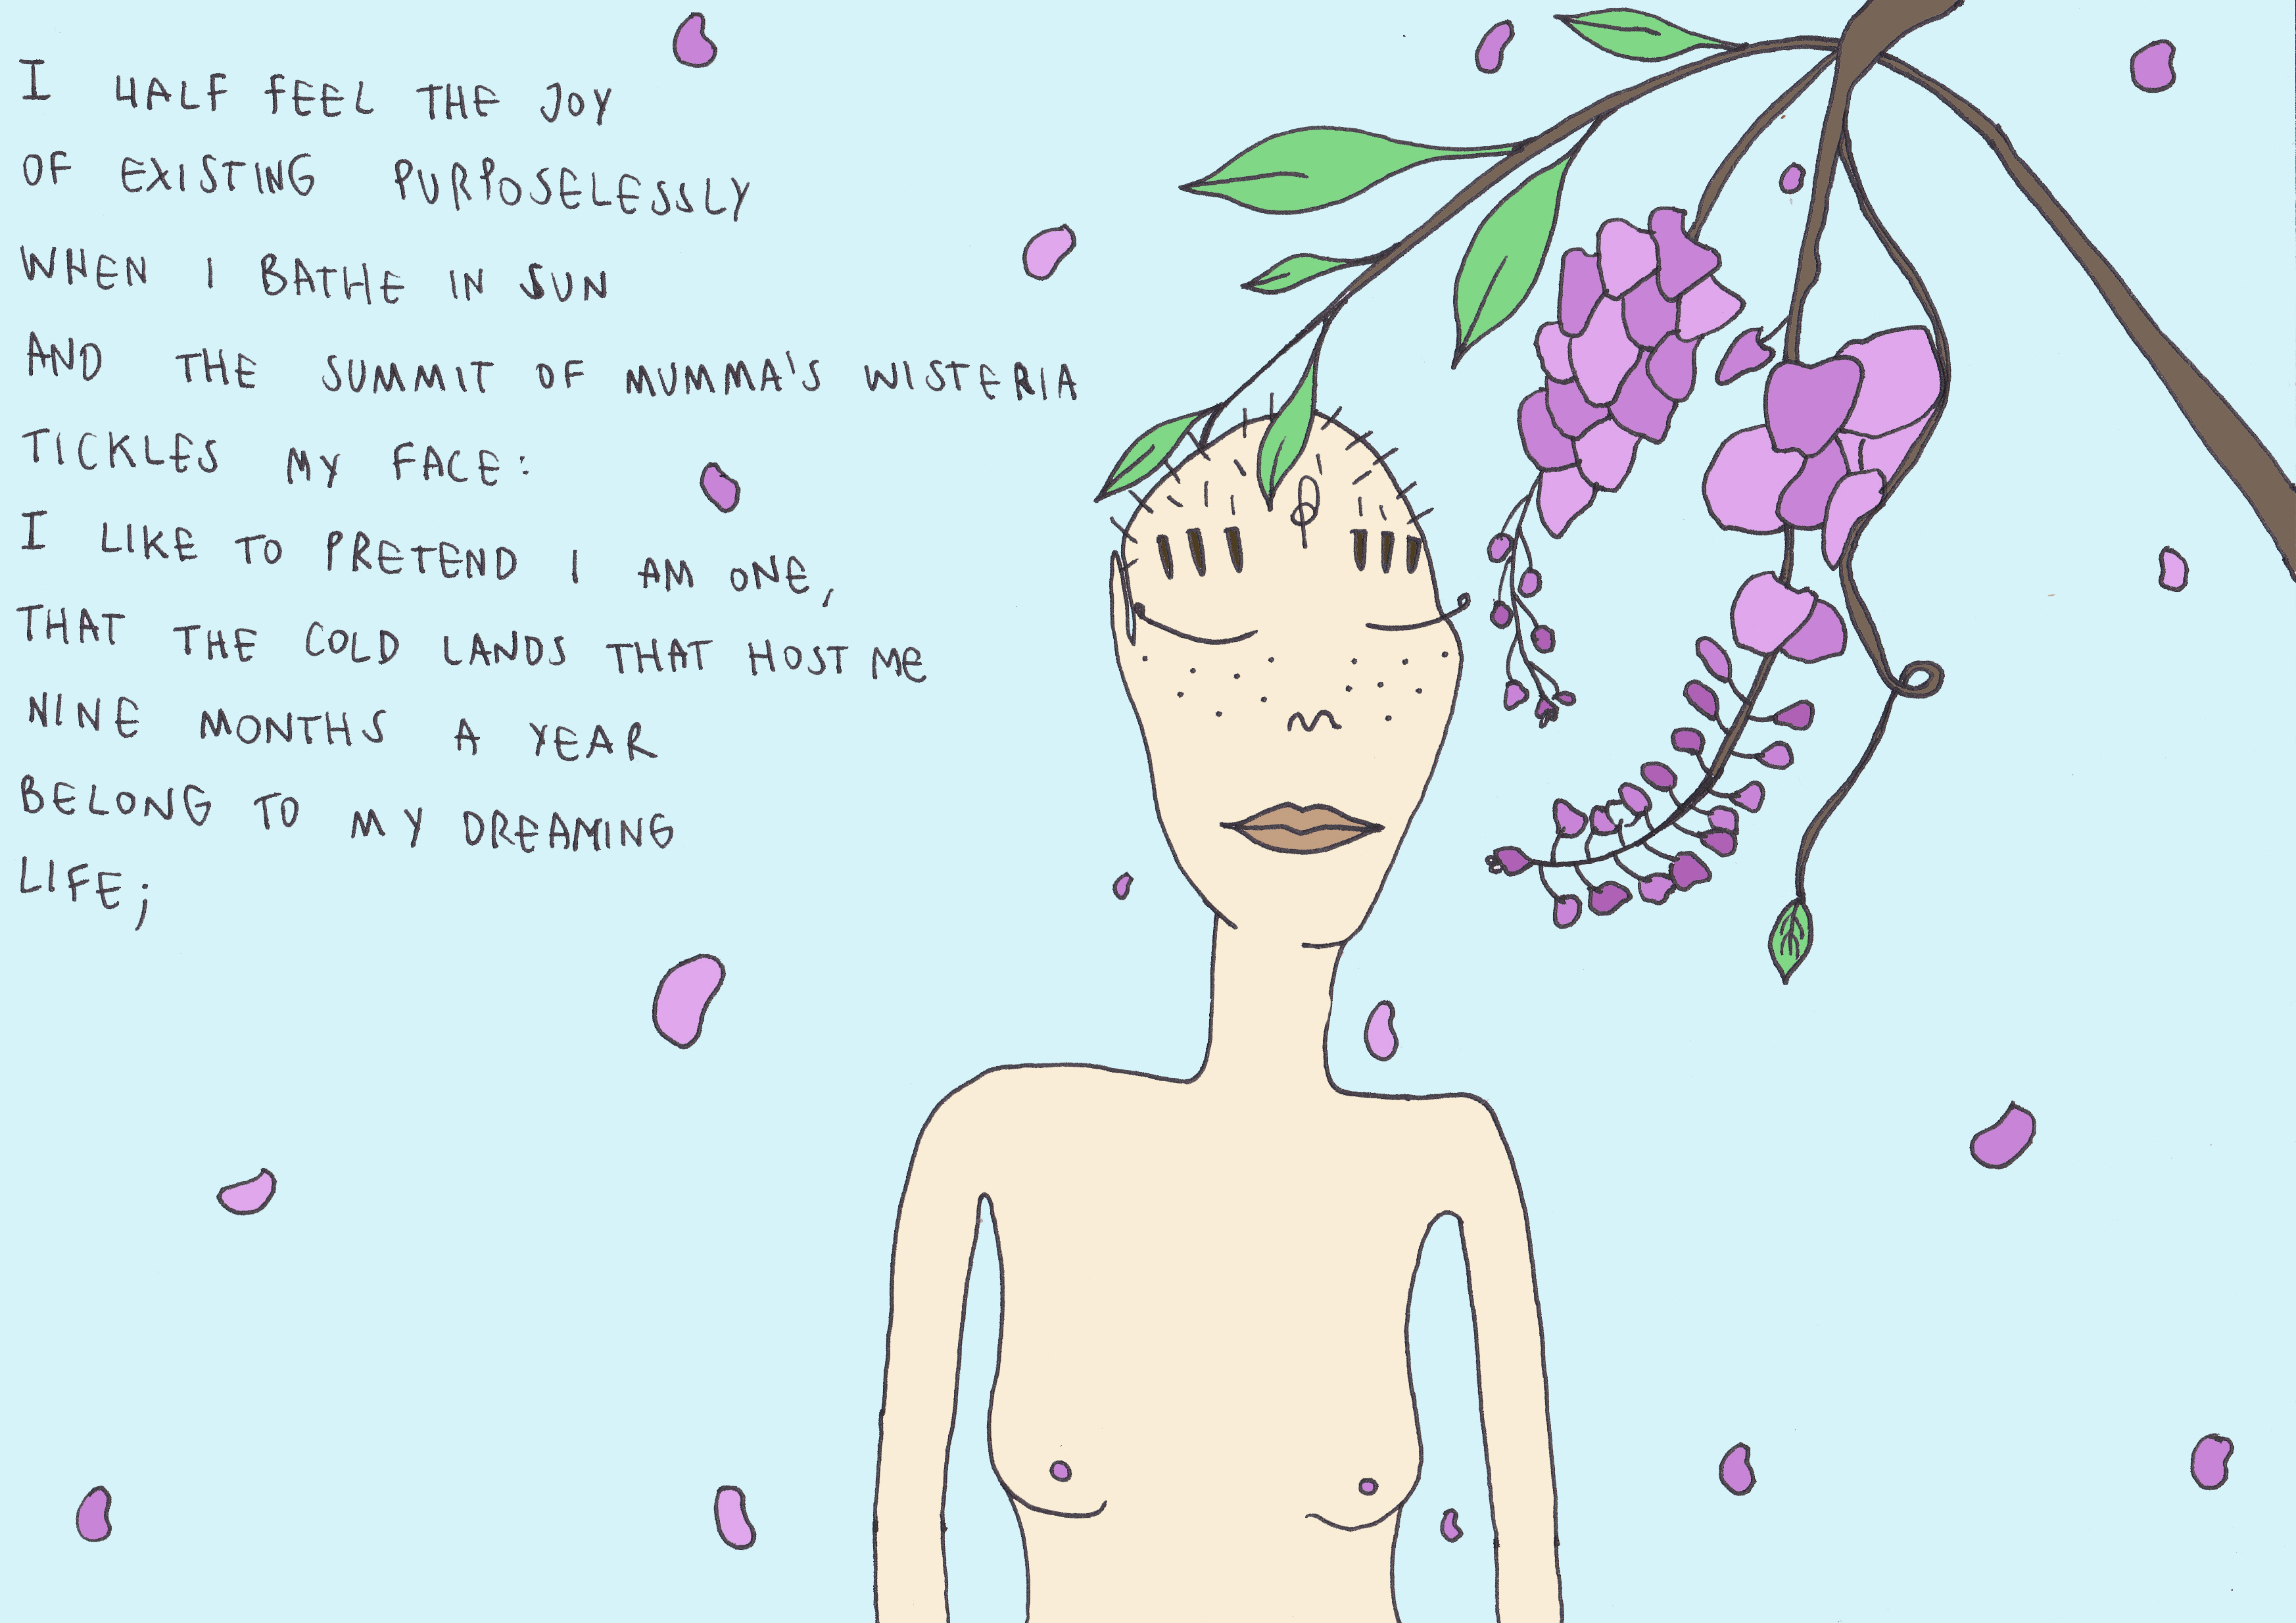 I HALF FEEL THE JOY
OF EXISTING PURPOSELESSLY
WHEN I BATHE IN SUN
AND THE SUMMIT OF MUMMA'S WISTERIA
TICKLES MY FACE:
I LIKE TO PRETEND I AM ONE,
THAT THE COLD LANDS THAT HOST ME
NINE MONTHS A YEAR
BELONG TO MY DREAMING
LIFE;